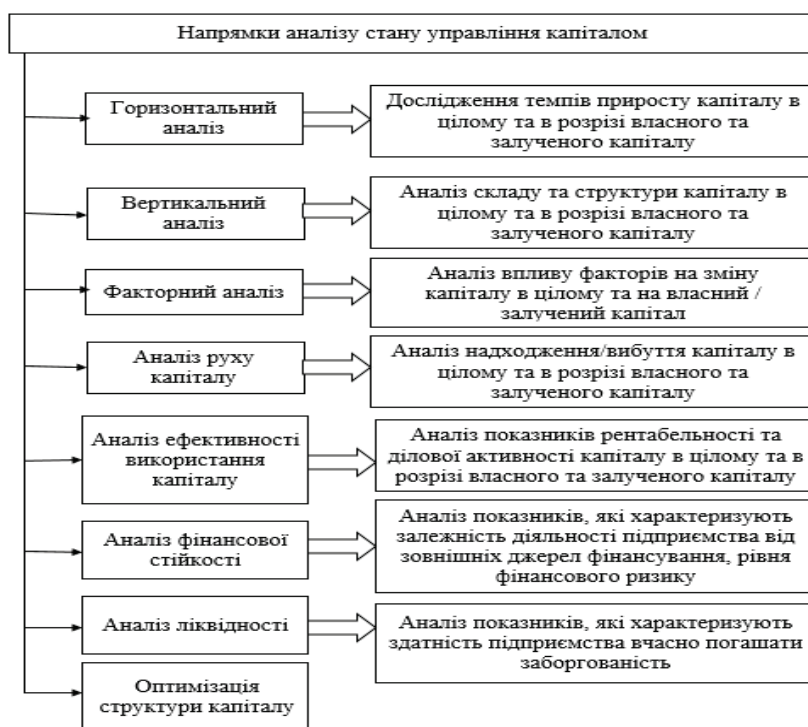 Напрямки аналізу стану управління капіталом
Горизонтальний
аналіз
Дослідження темпів приросту капіталу в
цілому та в розрізі власного та
залученого капіталу
Вертикальний
аналіз
Аналіз складу та структури капіталу в
цілому та в розрізі власного та
залученого капіталу
Факторний аналіз
Аналіз впливу факторів на зміну
капіталу в цілому та на власний /
залучений капітал
Аналіз руху
капіталу
Аналіз надходження/вибуття капіталу в
цілому та в розрізі власного та
залученого капіталу
Аналіз ефективності
використання
капіталу
Аналіз показників рентабельності та
ділової активності капіталу в цілому та в
розрізі власного та залученого капіталу
Аналіз фінансової
стійкості
Аналіз показників, які характеризують
залежність діяльності підприємства від
зовнішніх джерел фінансування, рівня
фінансового ризику
Аналіз ліквідності
Аналіз показників, які характеризують
здатність підприємства вчасно погашати
заборгованість
Оптимізація
структури капіталу